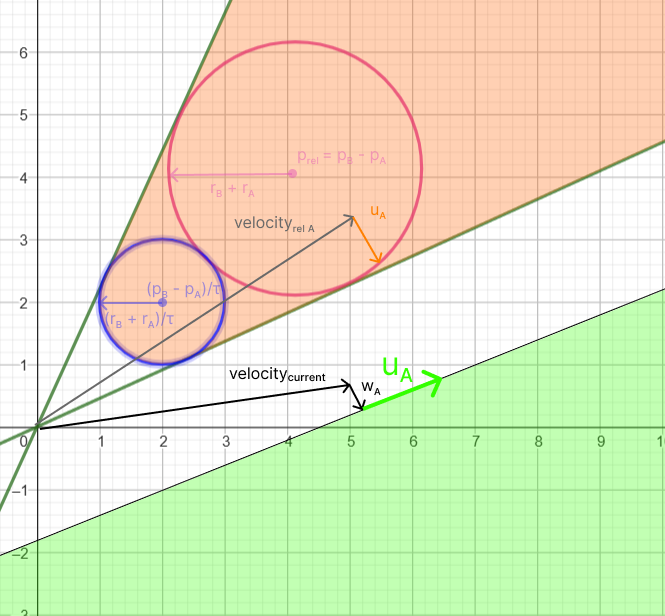 6
5
p_rel = p_B - p_A
4
r_B + r_A
u_A
velocity_rel A
3
(p_B - p_A)/τ
2
(r_B + r_A)/τ
1
velocity_current
u_A
w_A
0 1 2 3 4 5 6 7 8 9 10
−1
−2
3